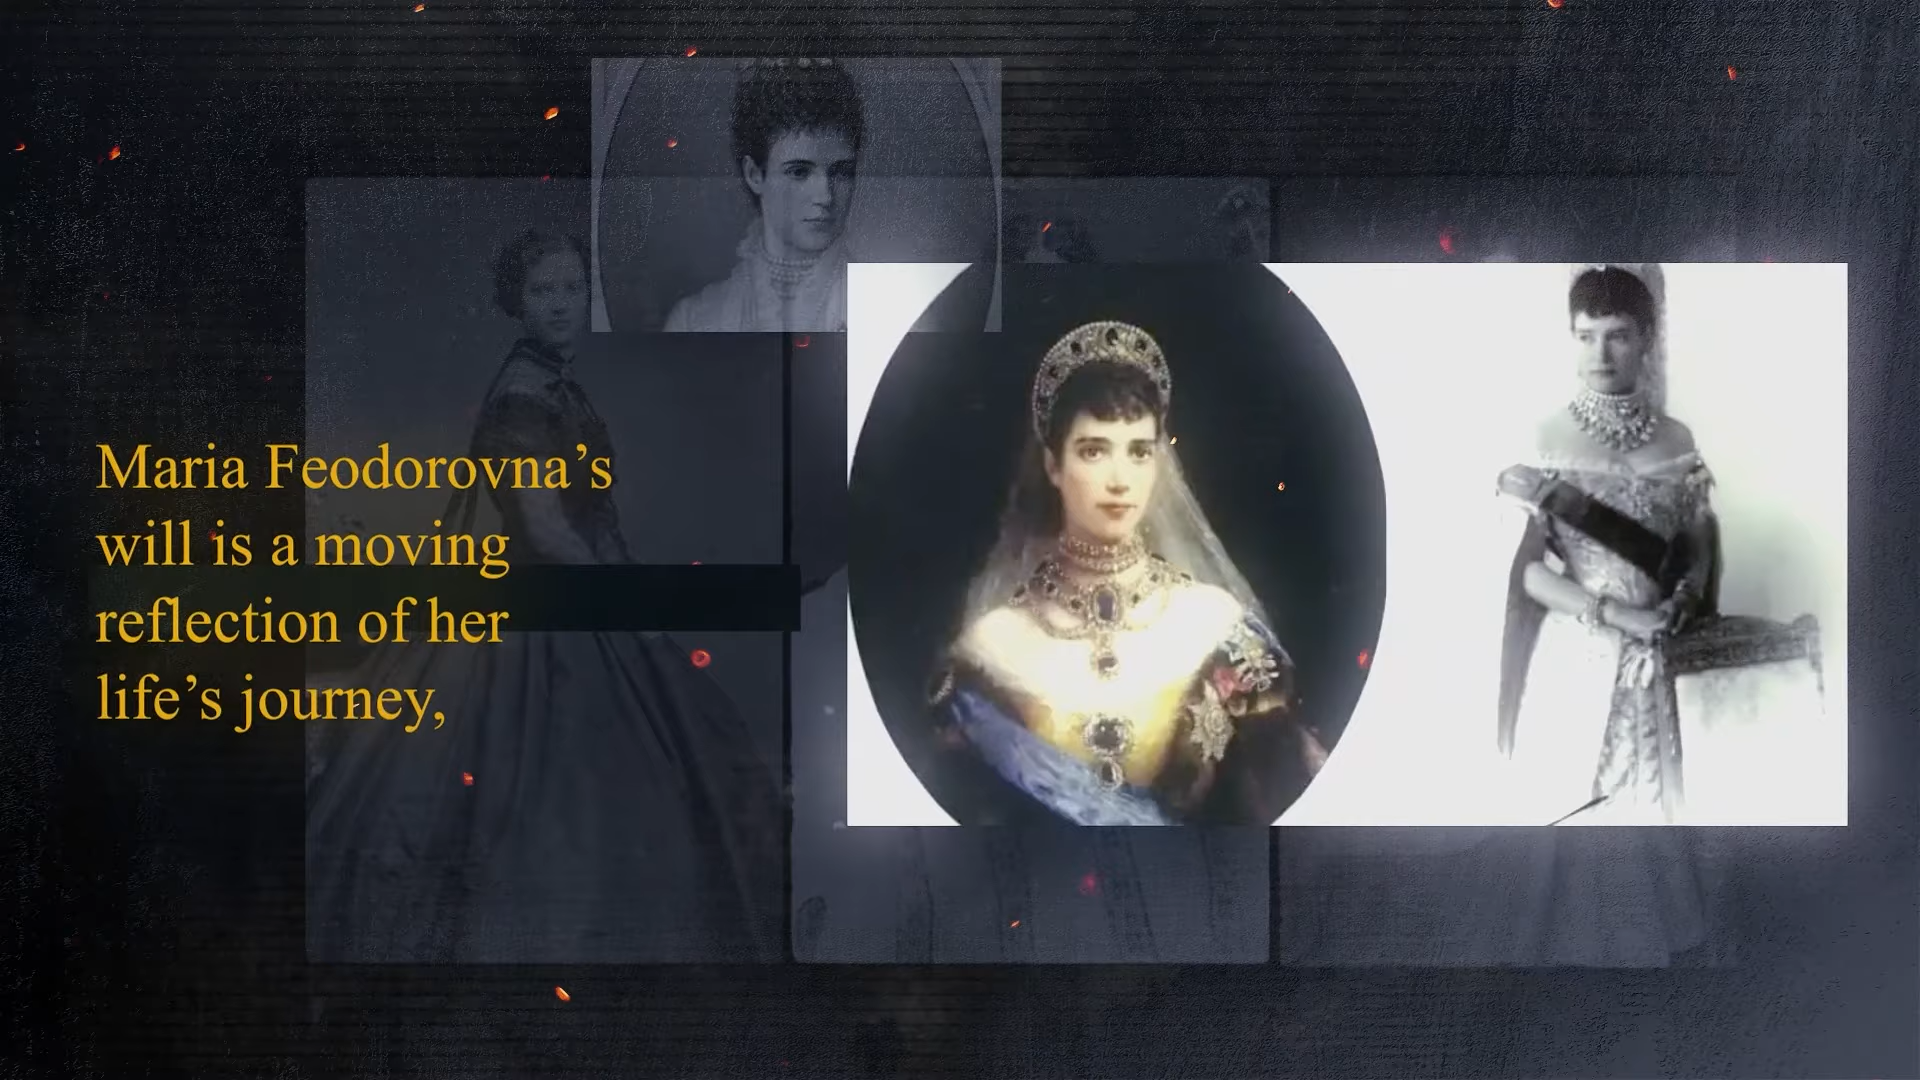 Maria Feodorovna’s
will is a moving
reflection of her
life’s journey,